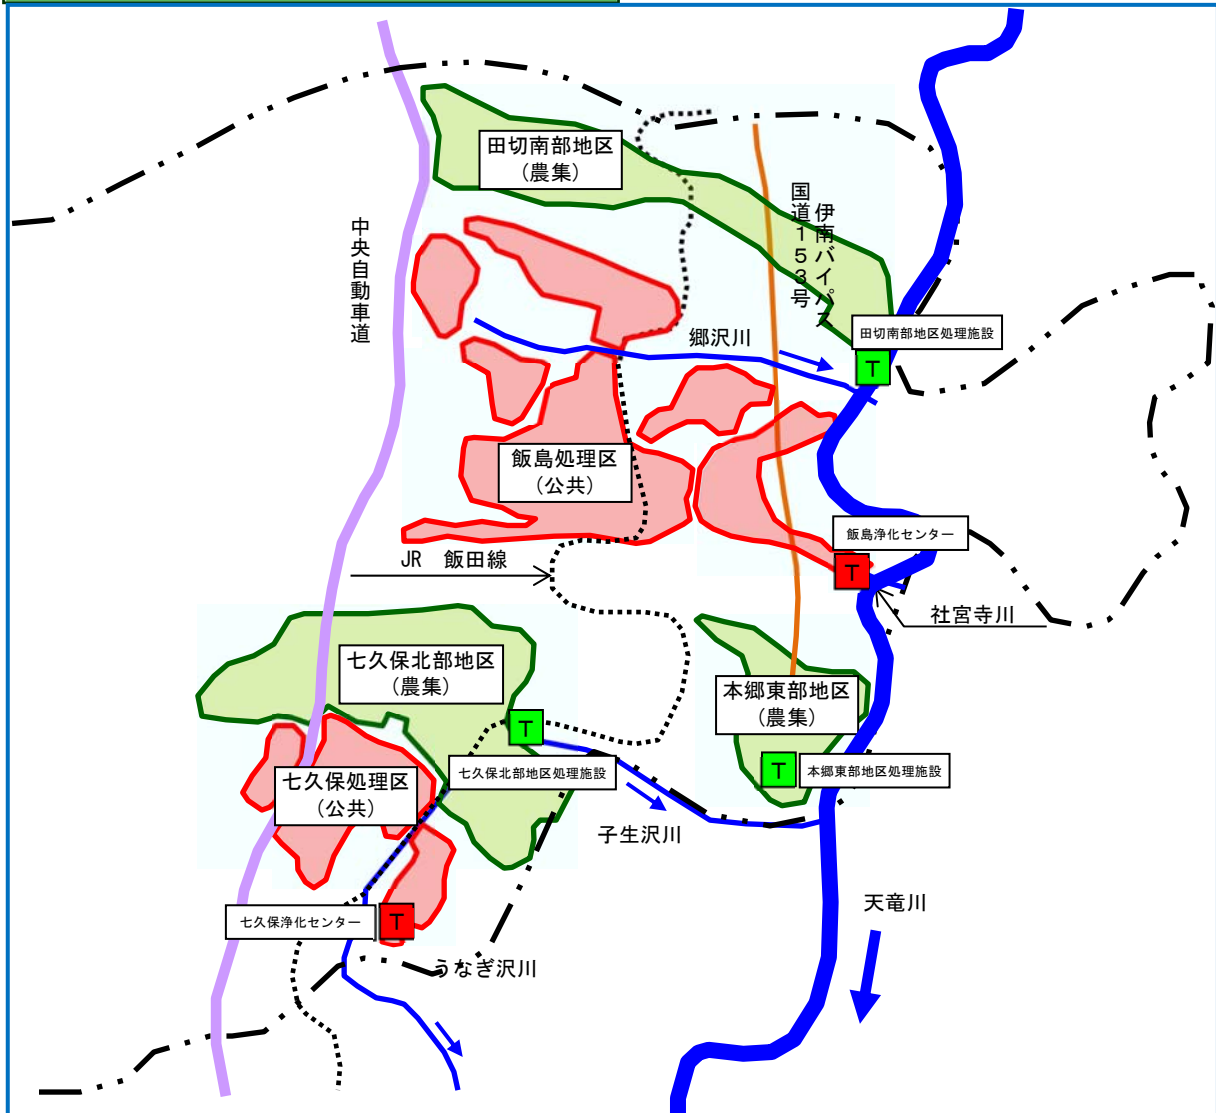 田切南部地区
(農集)
中央自動車道
国道153号
伊南バイパス
田切南部地区処理施設
T
郷沢川
飯島処理区
(公共)
飯島浄化センター
T
JR 飯田線
社宮寺川
七久保北部地区
(農集)
T
本郷東部地区
(農集)
七久保北部地区処理施設
T
本郷東部地区処理施設
七久保処理区
(公共)
子生沢川
七久保浄化センター
T
天竜川
うなぎ沢川